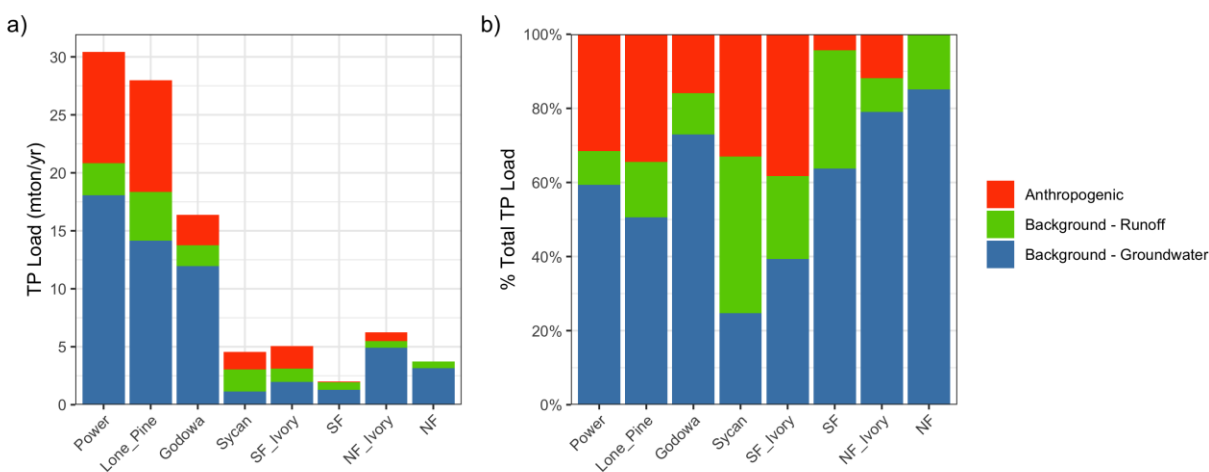 a)
TP Load (mton/yr)
30
25
20
15
10
5
0
Power
Lone_Pine
Godowa
Sycan
SF_Ivory
SF
NF_Ivory
NF
b)
% Total TP Load
100%
80%
60%
40%
20%
0%
Power
Lone_Pine
Godowa
Sycan
SF_Ivory
SF
NF_Ivory
NF
Anthropogenic
Background - Runoff
Background - Groundwater